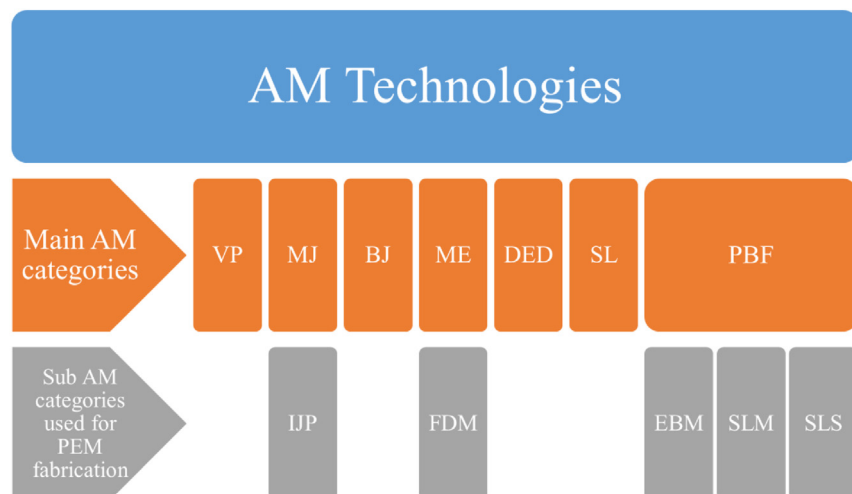 AM Technologies
Main AM
categories
VP
MJ
BJ
ME
DED
SL
PBF
Sub AM
categories
used for
PEM
fabrication
IJP
FDM
EBM
SLM
SLS